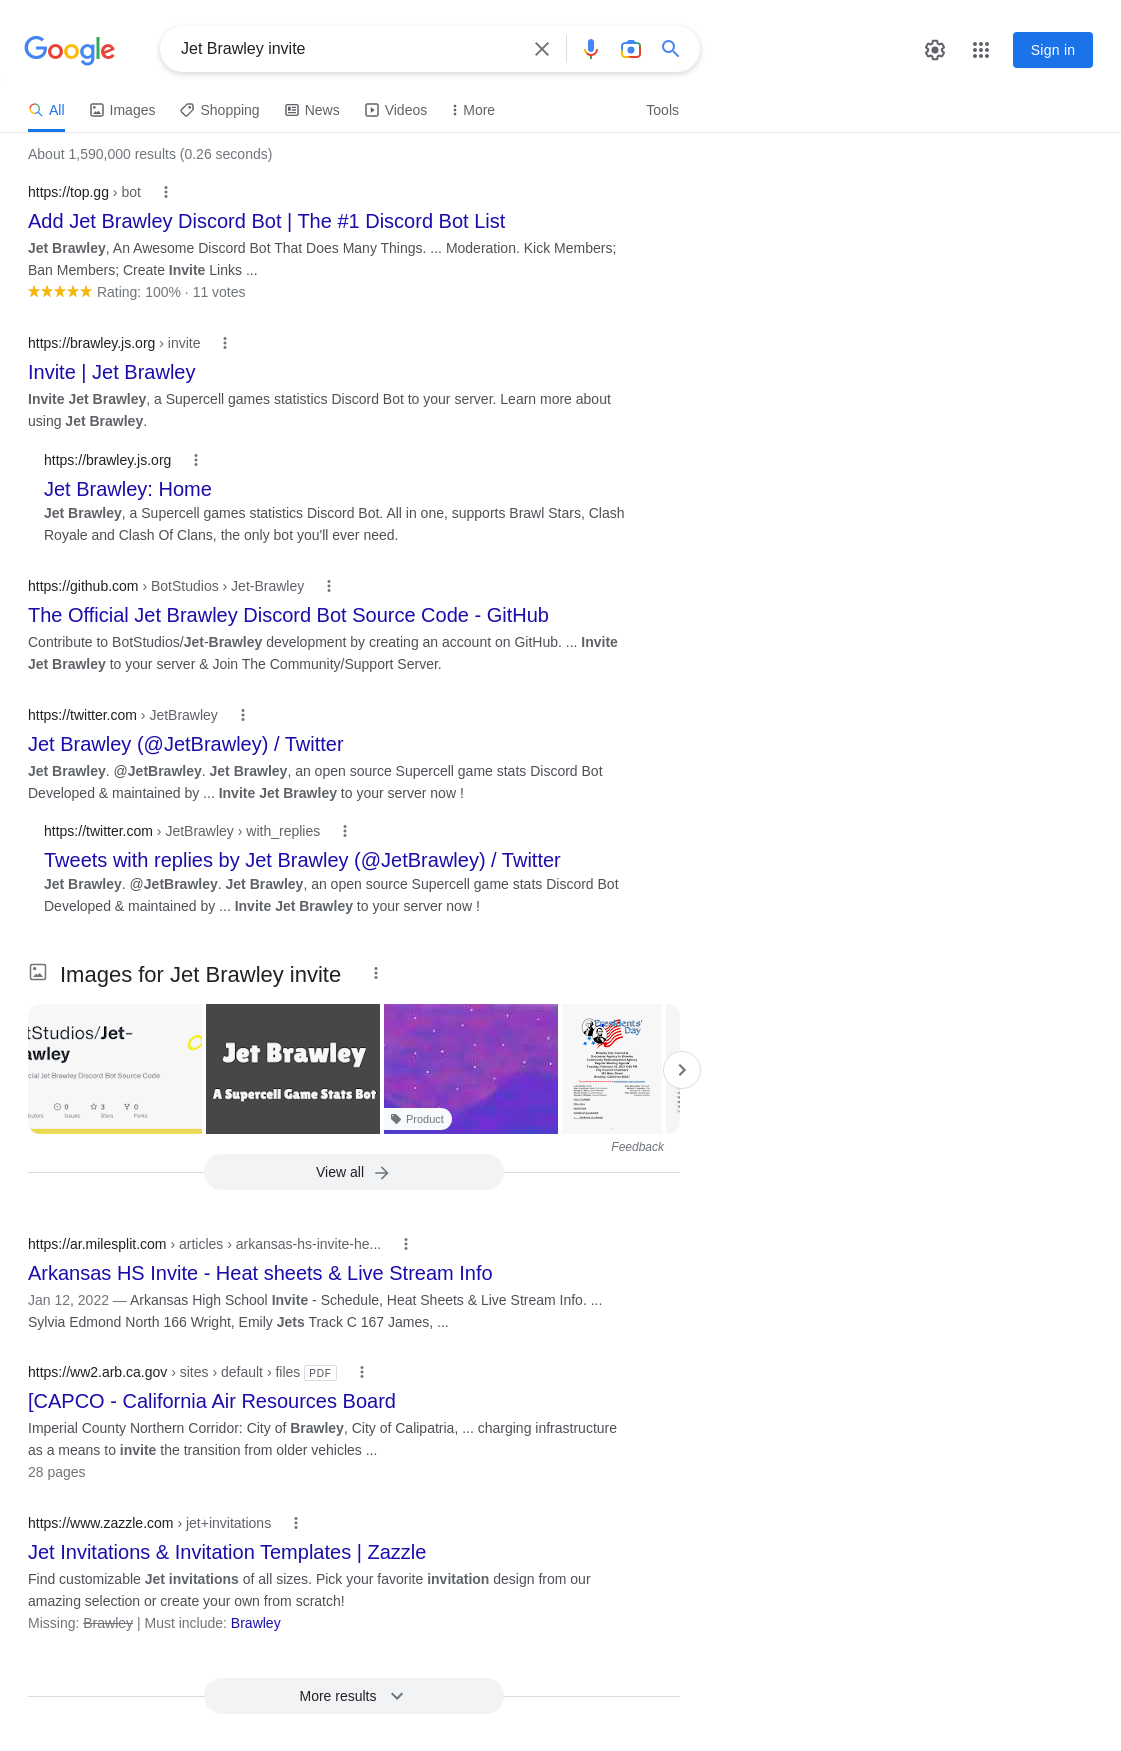 Google
Jet Brawley invite
Sign in
All
Images
Shopping
News
Videos
More
Tools
About 1,590,000 results (0.26 seconds)
https://top.gg › bot
Add Jet Brawley Discord Bot | The #1 Discord Bot List
Jet Brawley, An Awesome Discord Bot That Does Many Things. ... Moderation. Kick Members;
Ban Members; Create Invite Links ...
Rating: 100% · 11 votes
https://brawley.js.org › invite
Invite | Jet Brawley
Invite Jet Brawley, a Supercell games statistics Discord Bot to your server. Learn more about
using Jet Brawley.
https://brawley.js.org
Jet Brawley: Home
Jet Brawley, a Supercell games statistics Discord Bot. All in one, supports Brawl Stars, Clash
Royale and Clash Of Clans, the only bot you'll ever need.
https://github.com › BotStudios › Jet-Brawley
The Official Jet Brawley Discord Bot Source Code - GitHub
Contribute to BotStudios/Jet-Brawley development by creating an account on GitHub. ... Invite
Jet Brawley to your server & Join The Community/Support Server.
https://twitter.com › JetBrawley
Jet Brawley (@JetBrawley) / Twitter
Jet Brawley. @JetBrawley. Jet Brawley, an open source Supercell game stats Discord Bot
Developed & maintained by ... Invite Jet Brawley to your server now !
https://twitter.com › JetBrawley › with_replies
Tweets with replies by Jet Brawley (@JetBrawley) / Twitter
Jet Brawley. @JetBrawley. Jet Brawley, an open source Supercell game stats Discord Bot
Developed & maintained by ... Invite Jet Brawley to your server now !
Images for Jet Brawley invite
tStudios/Jet-
awley
cial Jet Brawley Discord Bot Source Code
0
3
0
Issues
Stars
Forks
Jet Brawley
A Supercell Game Stats Bot
Product
Presidents'
Day
Feedback
View all
https://ar.milesplit.com › articles › arkansas-hs-invite-he...
Arkansas HS Invite - Heat sheets & Live Stream Info
Jan 12, 2022 — Arkansas High School Invite - Schedule, Heat Sheets & Live Stream Info. ...
Sylvia Edmond North 166 Wright, Emily Jets Track C 167 James, ...
https://ww2.arb.ca.gov › sites › default › files PDF
[CAPCO - California Air Resources Board
Imperial County Northern Corridor: City of Brawley, City of Calipatria, ... charging infrastructure
as a means to invite the transition from older vehicles ...
28 pages
https://www.zazzle.com › jet+invitations
Jet Invitations & Invitation Templates | Zazzle
Find customizable Jet invitations of all sizes. Pick your favorite invitation design from our
amazing selection or create your own from scratch!
Missing: Brawley | Must include: Brawley
More results